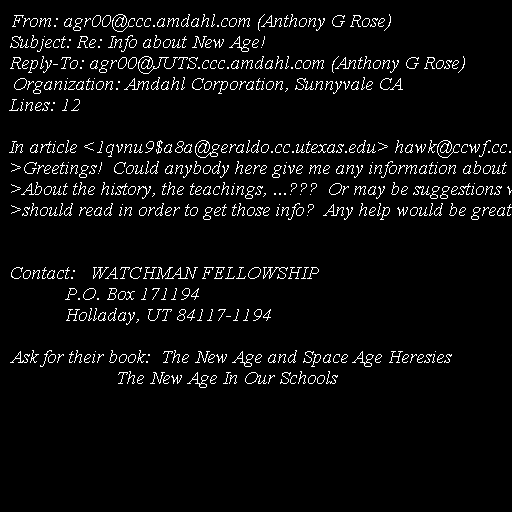 From: agr00@ccc.amdahl.com (Anthony G Rose)
Subject: Re: Info about New Age!
Reply-To: agr00@JUTS.ccc.amdahl.com (Anthony G Rose)
Organization: Amdahl Corporation, Sunnyvale CA
Lines: 12

In article <1qvnu9$a8a@geraldo.cc.utexas.edu> hawk@ccwf.cc.
>Greetings!  Could anybody here give me any information about
>About the history, the teachings, ...???  Or may be suggestions
>should read in order to get those info?  Any help would be great

Contact:   WATCHMAN FELLOWSHIP
P.O. Box 171194
Holladay, UT 84117-1194

Ask for their book:  The New Age and Space Age Heresies
The New Age In Our Schools